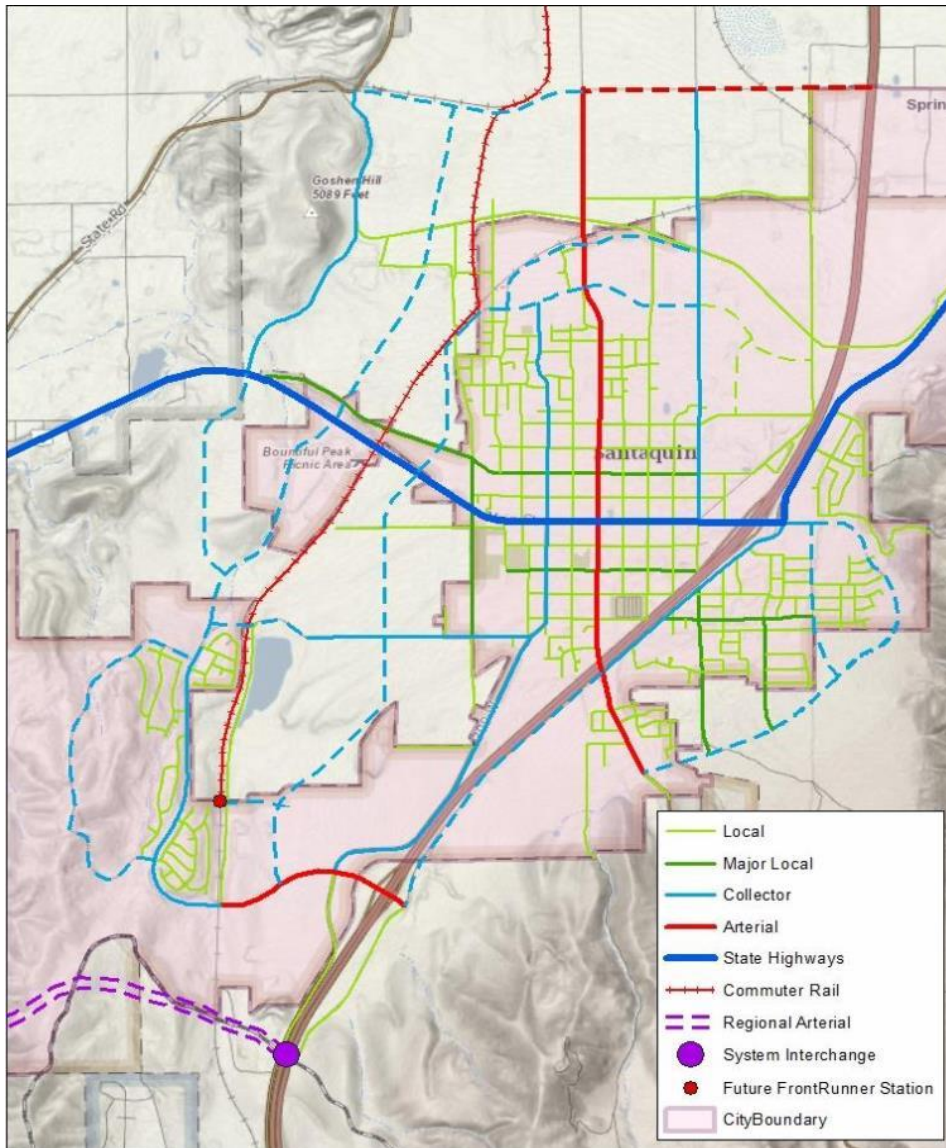 Sprin
Goshen Hill
5089 Feet
State Rd
Bountiful Peak
Picnic Area
Santaquin
Local
Major Local
Collector
Arterial
State Highways
Commuter Rail
Regional Arterial
System Interchange
Future FrontRunner Station
CityBoundary